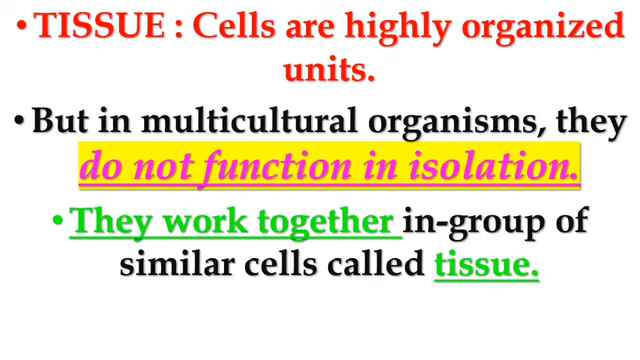 •TISSUE : Cells are highly organized
units.
•But in multicultural organisms, they
do not function in isolation.
•They work together in-group of
similar cells called tissue.